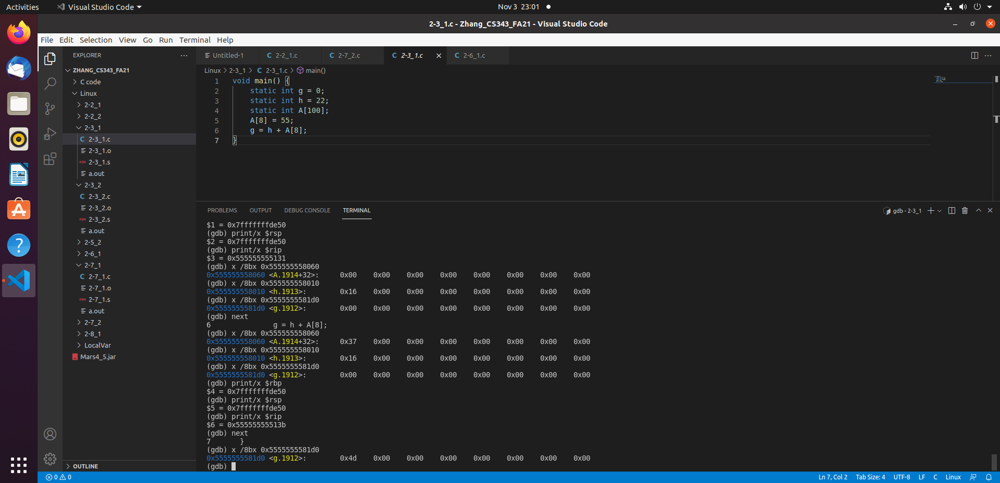 Activities Visual Studio Code Nov 3 23:01
2-3_1.c - Zhang_CS343_FA21 - Visual Studio Code
File Edit Selection View Go Run Terminal Help
EXPLORER
ZHANG_CS343_FA21
C code
Linux
2-2_1
2-2_2
2-3_1
C 2-3_1.c
2-3_1.o
ASM 2-3_1.s
a.out
2-3_2
C 2-3_2.c
2-3_2.o
ASM 2-3_2.s
a.out
2-5_2
2-6_1
2-7_1
C 2-7_1.c
2-7_1.o
ASM 2-7_1.s
a.out
2-7_2
2-8_1
LocalVar
Mars4_5.jar
OUTLINE
Untitled-1 C 2-2_1.c C 2-7_2.c C 2-3_1.c C 2-6_1.c
Linux > 2-3_1 > C 2-3_1.c > main()
1 void main() {
2 static int g = 0;
3 static int h = 22;
4 static int A[100];
5 A[8] = 55;
6 g = h + A[8];
7 }
PROBLEMS OUTPUT DEBUG CONSOLE TERMINAL gdb - 2-3_1
$1 = 0x7fffffffde50
(gdb) print/x $rsp
$2 = 0x7fffffffde50
(gdb) print/x $rip
$3 = 0x555555555131
(gdb) x /8bx 0x555555558060
0x555555558060 <A.1914+32>: 0x00 0x00 0x00 0x00 0x00 0x00 0x00 0x00
(gdb) x /8bx 0x555555558010
0x555555558010 <h.1913>: 0x16 0x00 0x00 0x00 0x00 0x00 0x00 0x00
(gdb) x /8bx 0x5555555581d0
0x5555555581d0 <g.1912>: 0x00 0x00 0x00 0x00 0x00 0x00 0x00 0x00
(gdb) next
6 g = h + A[8];
(gdb) x /8bx 0x555555558060
0x555555558060 <A.1914+32>: 0x37 0x00 0x00 0x00 0x00 0x00 0x00 0x00
(gdb) x /8bx 0x555555558010
0x555555558010 <h.1913>: 0x16 0x00 0x00 0x00 0x00 0x00 0x00 0x00
(gdb) x /8bx 0x5555555581d0
0x5555555581d0 <g.1912>: 0x00 0x00 0x00 0x00 0x00 0x00 0x00 0x00
(gdb) print/x $rbp
$4 = 0x7fffffffde50
(gdb) print/x $rsp
$5 = 0x7fffffffde50
(gdb) print/x $rip
$6 = 0x55555555513b
(gdb) next
7 }
(gdb) x /8bx 0x5555555581d0
0x5555555581d0 <g.1912>: 0x4d 0x00 0x00 0x00 0x00 0x00 0x00 0x00
(gdb)
0 0 Ln 7, Col 2 Tab Size: 4 UTF-8 LF C Linux